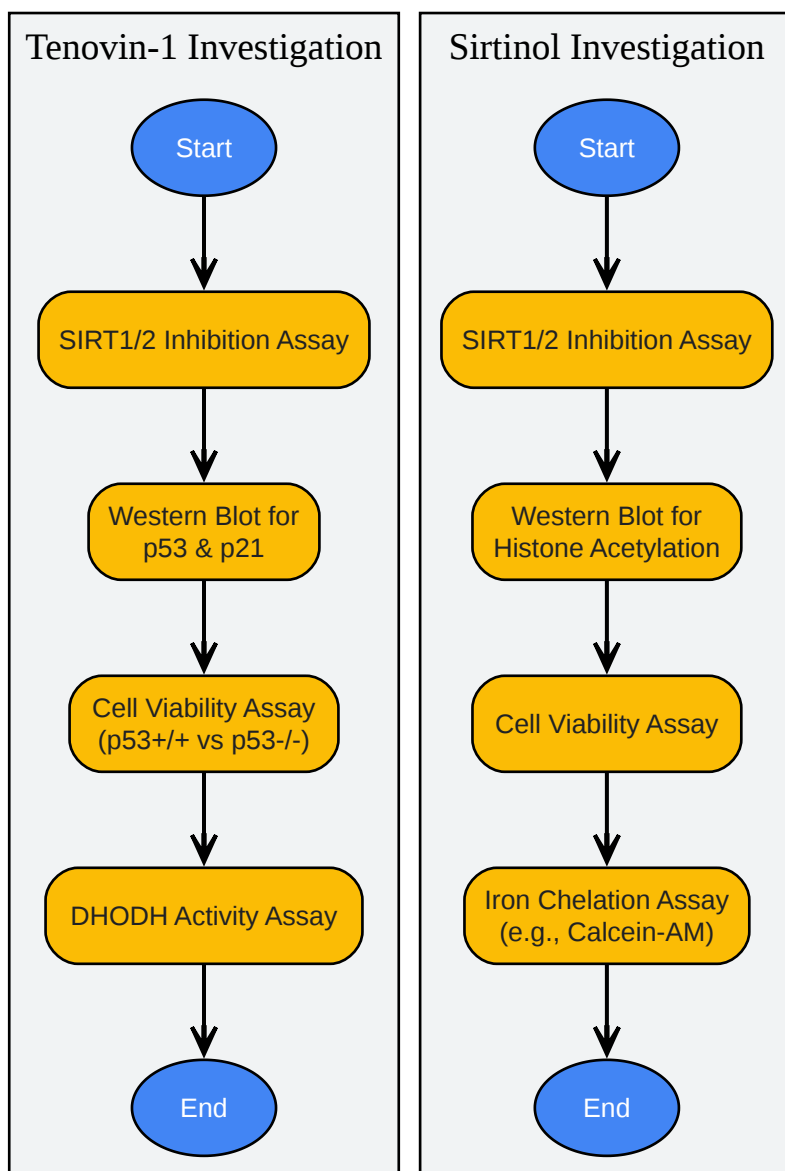 Tenovin-1 Investigation
Start
SIRT1/2 Inhibition Assay
Western Blot for
p53 & p21
Cell Viability Assay
(p53+/+ vs p53-/-)
DHODH Activity Assay
End
Sirtinol Investigation
Start
SIRT1/2 Inhibition Assay
Western Blot for
Histone Acetylation
Cell Viability Assay
Iron Chelation Assay
(e.g., Calcein-AM)
End